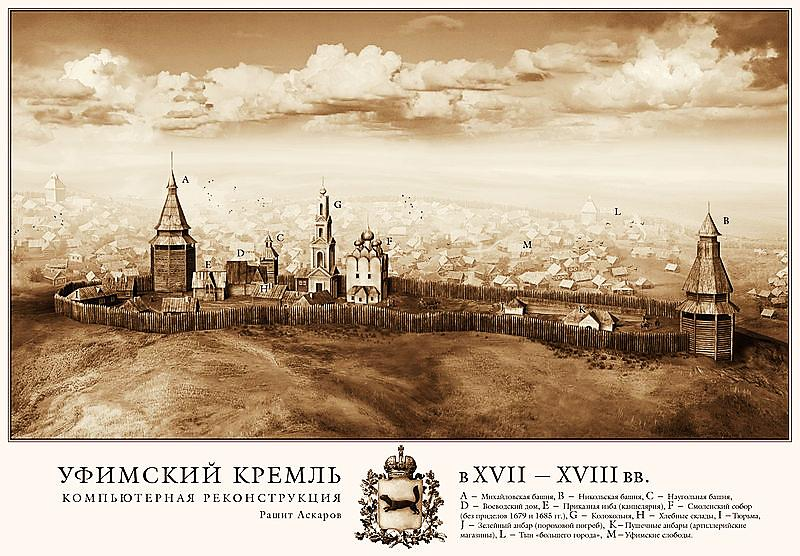 A
G
L
B
C
F
D
M
E
H
K
УФИМСКИЙ КРЕМЛЬ
КОМПЬЮТЕРНАЯ РЕКОНСТРУКЦИЯ
Рашит Аскаров
в XVII — XVIII вв.
A – Михайловская башня, B – Никольская башня, C – Наугольная башня,
D – Воеводский дом, E – Приказная изба (канцелярия), F – Смоленский собор
(без приделов 1679 и 1685 гг.), G – Колокольня, H – Хлебные склады, I – Тюрьма,
J – Зелейный анбар (пороховой погреб), K – Пушечные анбары (артиллерийские
магазины), L – Тын «большего города», M – Уфимские слободы.